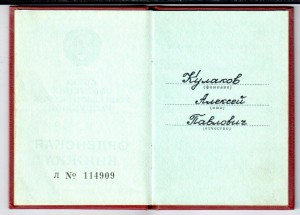 Л № 114909
Кулаков
(фамилия)
Алексей
(имя)
Павлович
(отчество)